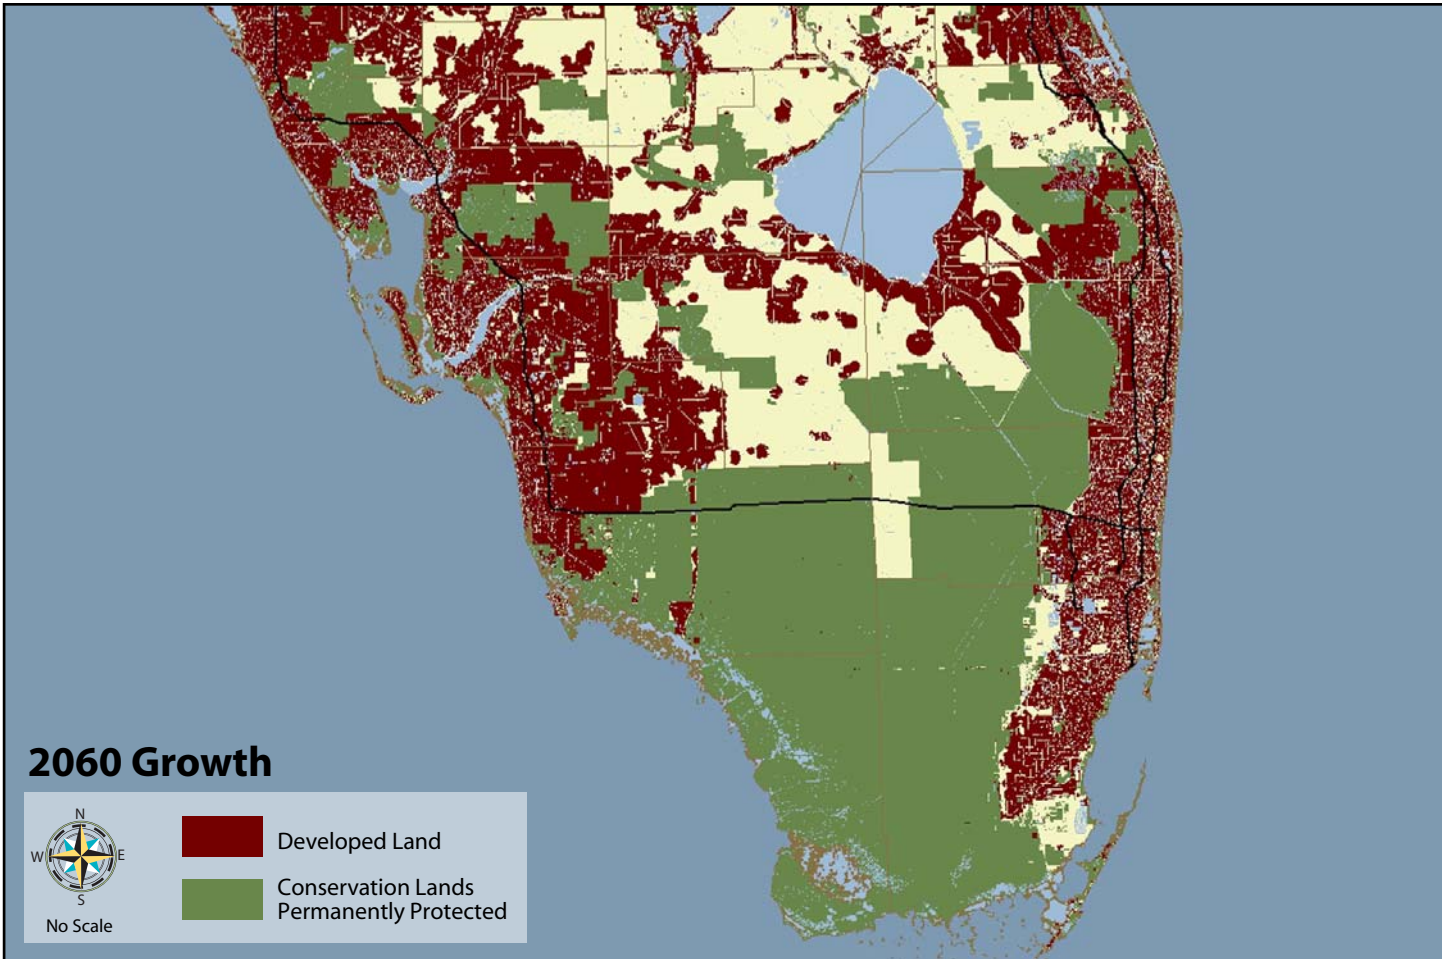 2060 Growth
N
W
E
S
No Scale
Developed Land
Conservation Lands
Permanently Protected